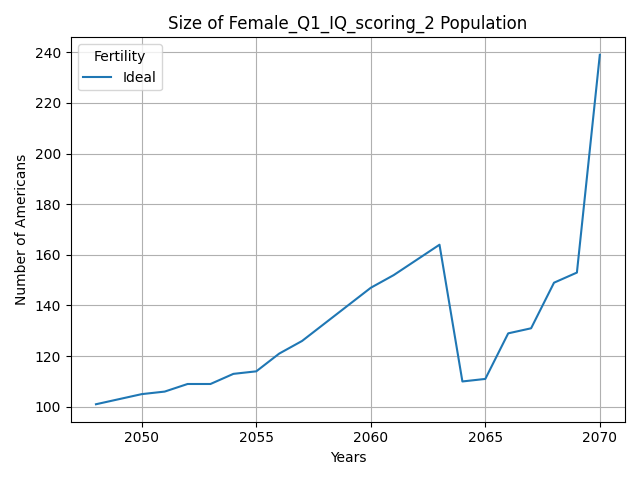 Size of Female_Q1_IQ_scoring_2 Population
Fertility
Ideal
Number of Americans
240
220
200
180
160
140
120
100
2050 2055 2060 2065 2070
Years